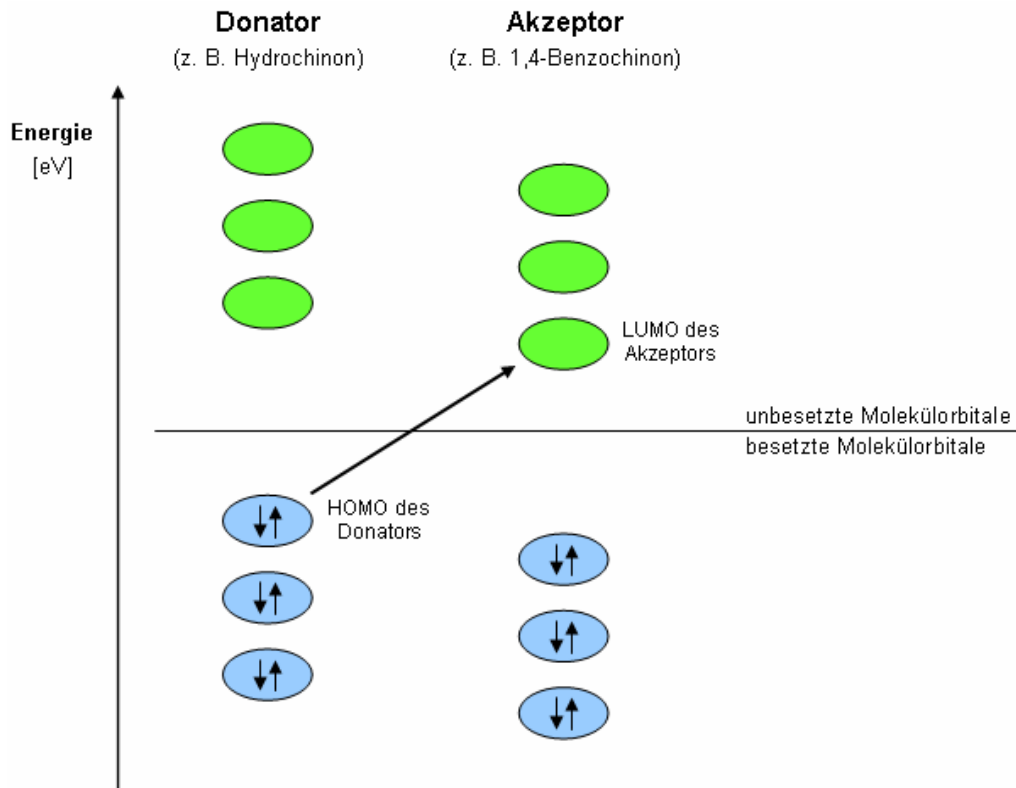 Donator
(z. B. Hydrochinon)
Akzeptor
(z. B. 1,4-Benzochinon)
Energie
[eV]
LUMO des
Akzeptors
unbesetzte Molekülorbitale
besetzte Molekülorbitale
HOMO des
Donators